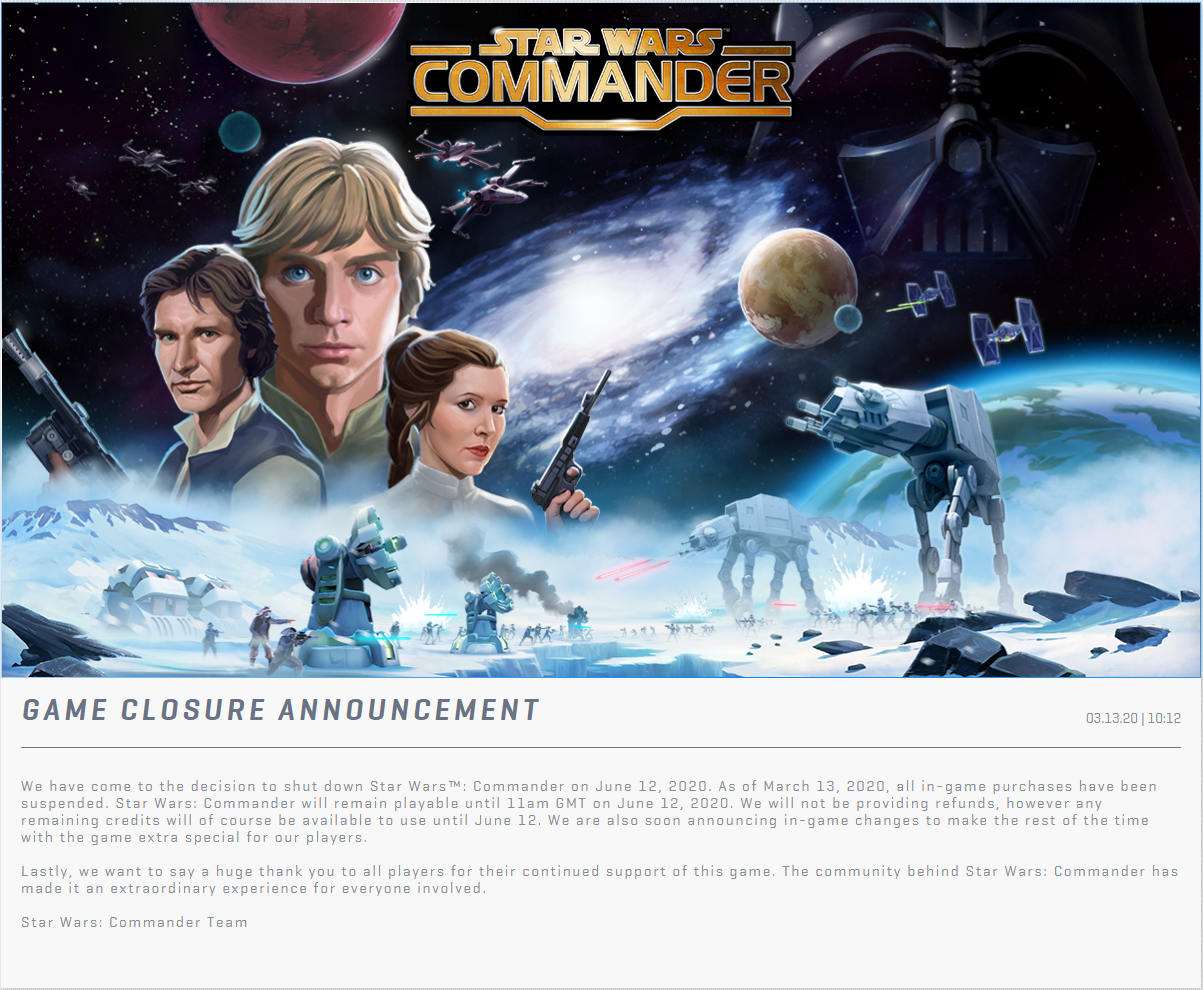 STAR WARS™
COMMANDER
GAME CLOSURE ANNOUNCEMENT
03.13.20 | 10:12
We have come to the decision to shut down Star Wars™: Commander on June 12, 2020. As of March 13, 2020, all in-game purchases have been
suspended. Star Wars: Commander will remain playable until 11am GMT on June 12, 2020. We will not be providing refunds, however any
remaining credits will of course be available to use until June 12. We are also soon announcing in-game changes to make the rest of the time
with the game extra special for our players.
Lastly, we want to say a huge thank you to all players for their continued support of this game. The community behind Star Wars: Commander has
made it an extraordinary experience for everyone involved.
Star Wars: Commander Team